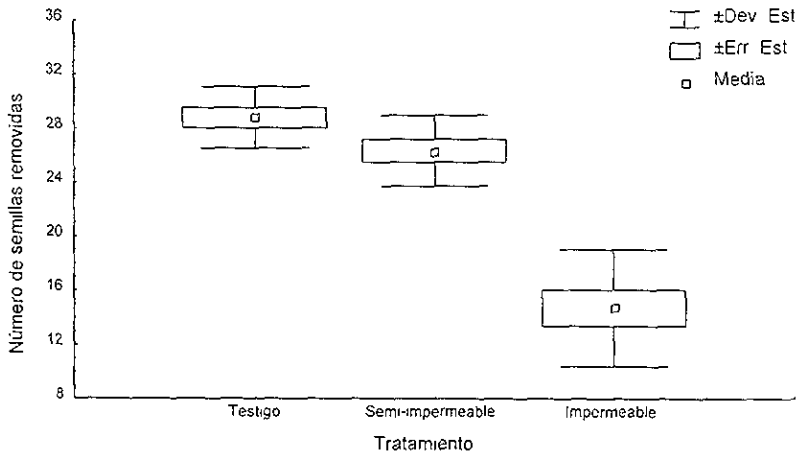 36
32
28
24
20
16
12
8
Número de semillas removidas
±Dev Est
±Err Est
Media
Testigo
Semi-impermeable
Impermeable
Tratamiento